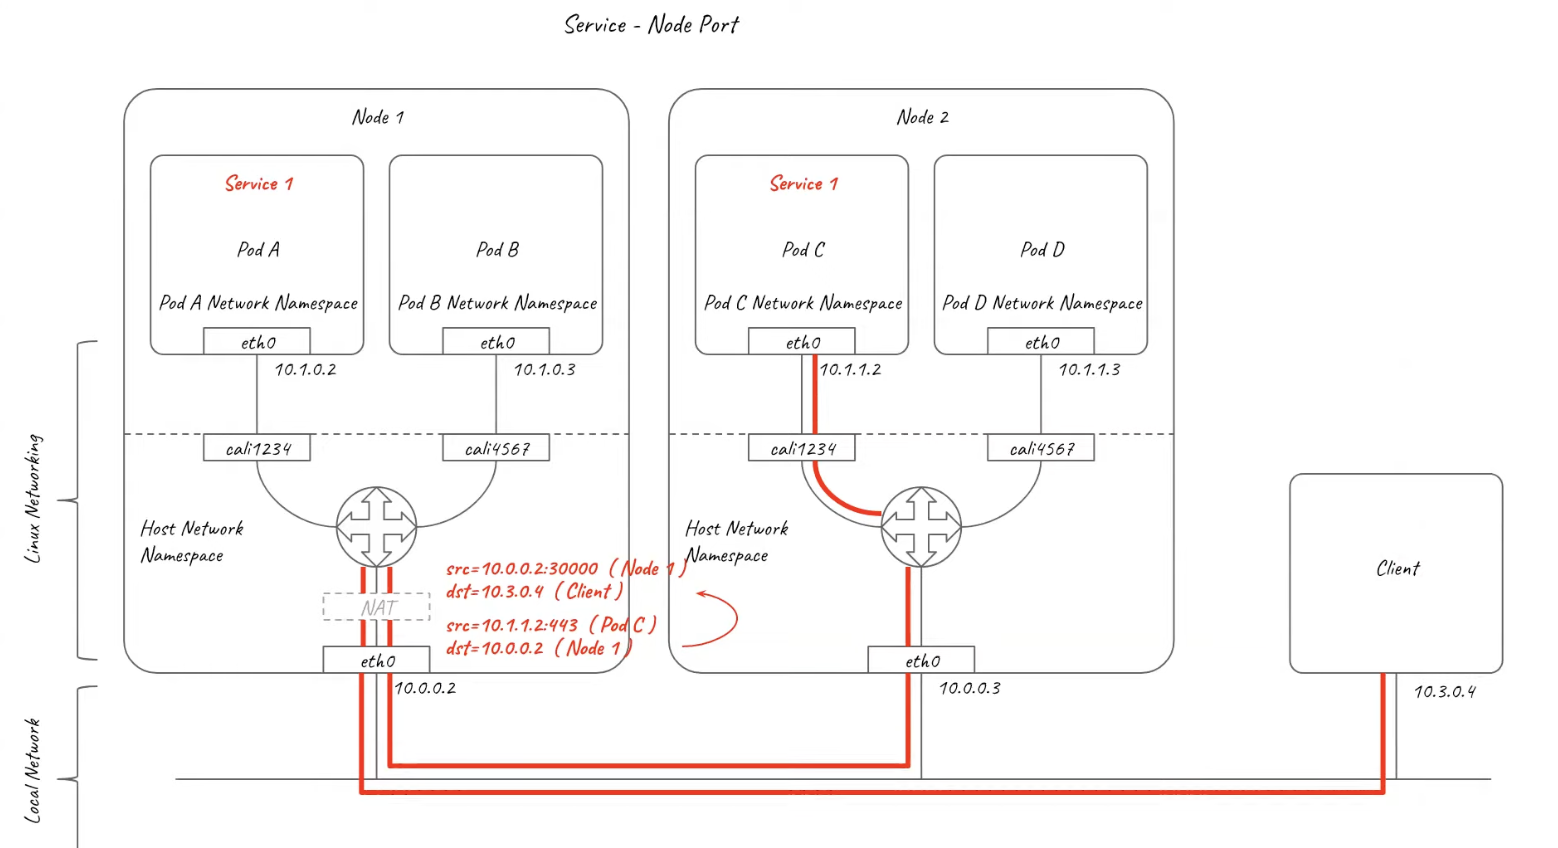 Service - Node Port
Node 1
Node 2
Service 1
Service 1
Pod A
Pod B
Pod C
Pod D
Pod A Network Namespace
Pod B Network Namespace
Pod C Network Namespace
Pod D Network Namespace
eth0
eth0
eth0
eth0
10.1.0.2
10.1.0.3
10.1.1.2
10.1.1.3
cali1234
cali4567
cali1234
cali4567
Linux Networking
Host Network
Namespace
Host Network
Namespace
src=10.0.0.2:30000 (Node 1)
dst=10.3.0.4 (Client)
NAT
src=10.1.1.2:443 (Pod C)
dst=10.0.0.2 (Node 1)
Client
eth0
eth0
10.0.0.2
10.0.0.3
10.3.0.4
Local Network